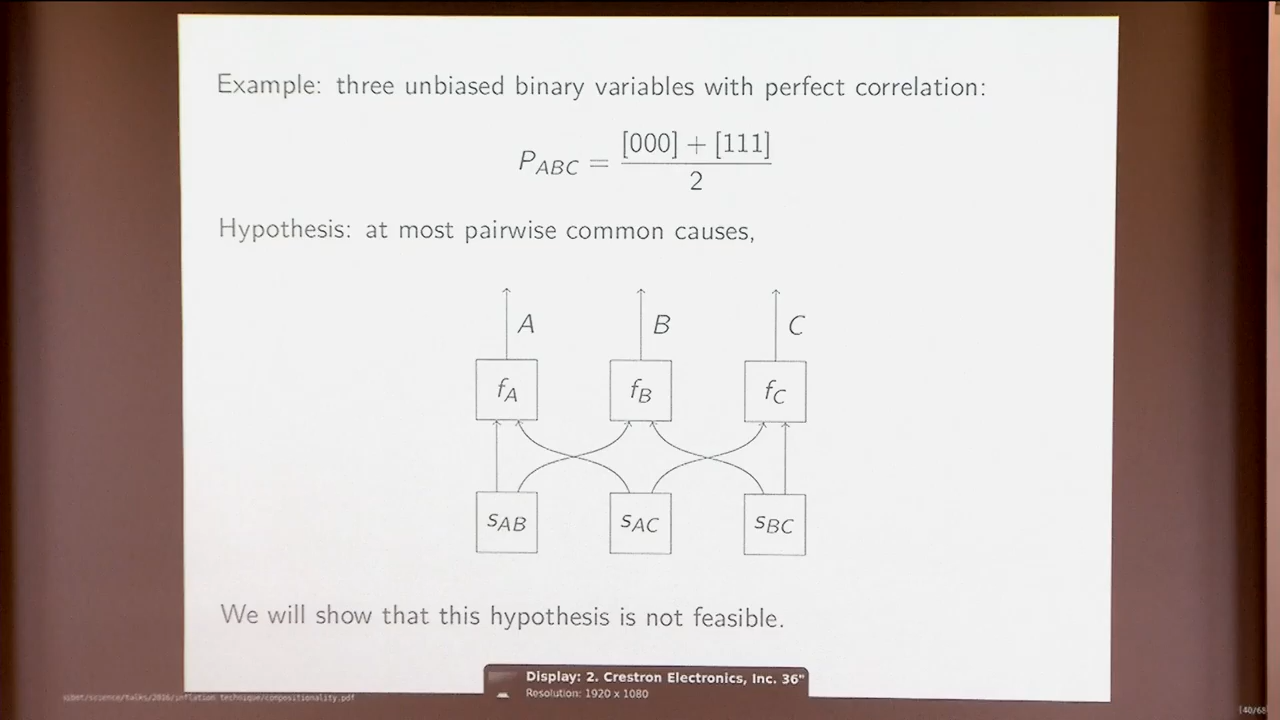 Example: three unbiased binary variables with perfect correlation:
P_ABC = ([000] + [111]) / 2
Hypothesis: at most pairwise common causes,
A B C
f_A f_B f_C
s_AB s_AC s_BC
We will show that this hypothesis is not feasible.
Display: 2. Crestron Electronics, Inc. 36"
Resolution: 1920 x 1080